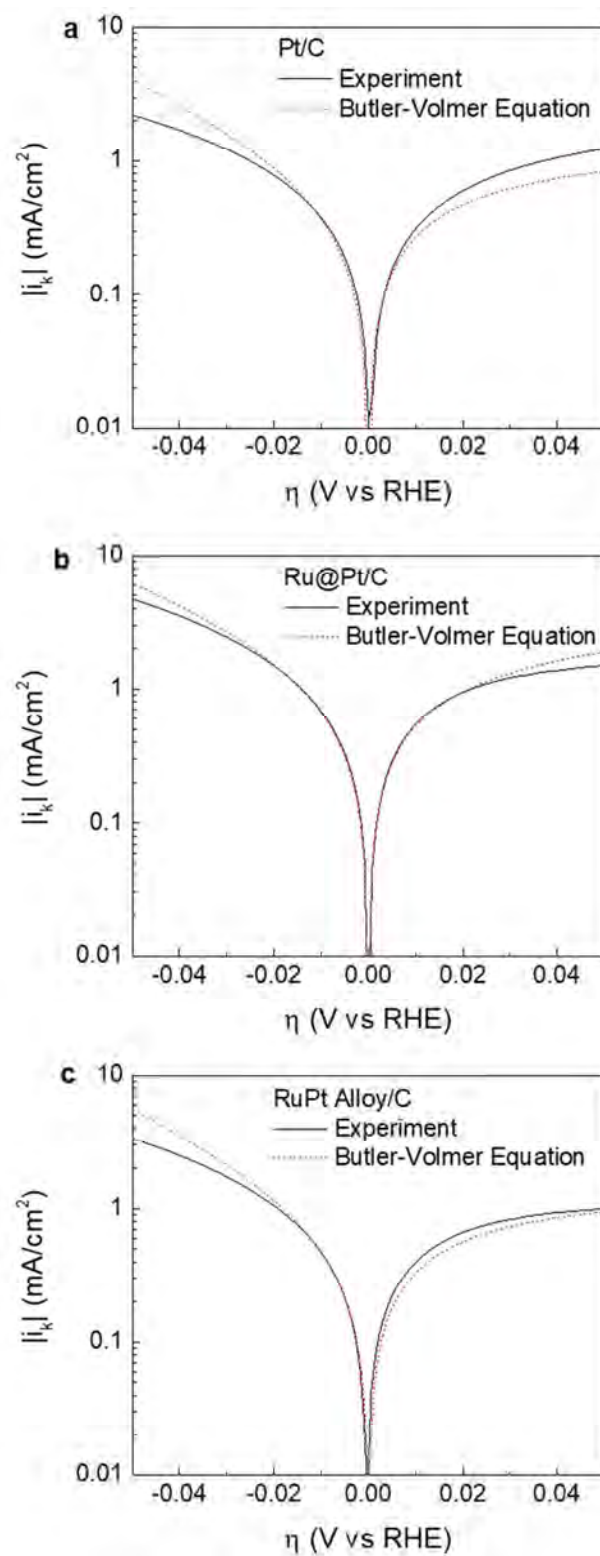 a
Pt/C
Experiment
Butler-Volmer Equation
10
1
0.1
0.01
|iₖ| (mA/cm²)
-0.04 -0.02 0.00 0.02 0.04
η (V vs RHE)
b
Ru@Pt/C
Experiment
Butler-Volmer Equation
10
1
0.1
0.01
|iₖ| (mA/cm²)
-0.04 -0.02 0.00 0.02 0.04
η (V vs RHE)
c
RuPt Alloy/C
Experiment
Butler-Volmer Equation
10
1
0.1
0.01
|iₖ| (mA/cm²)
-0.04 -0.02 0.00 0.02 0.04
η (V vs RHE)